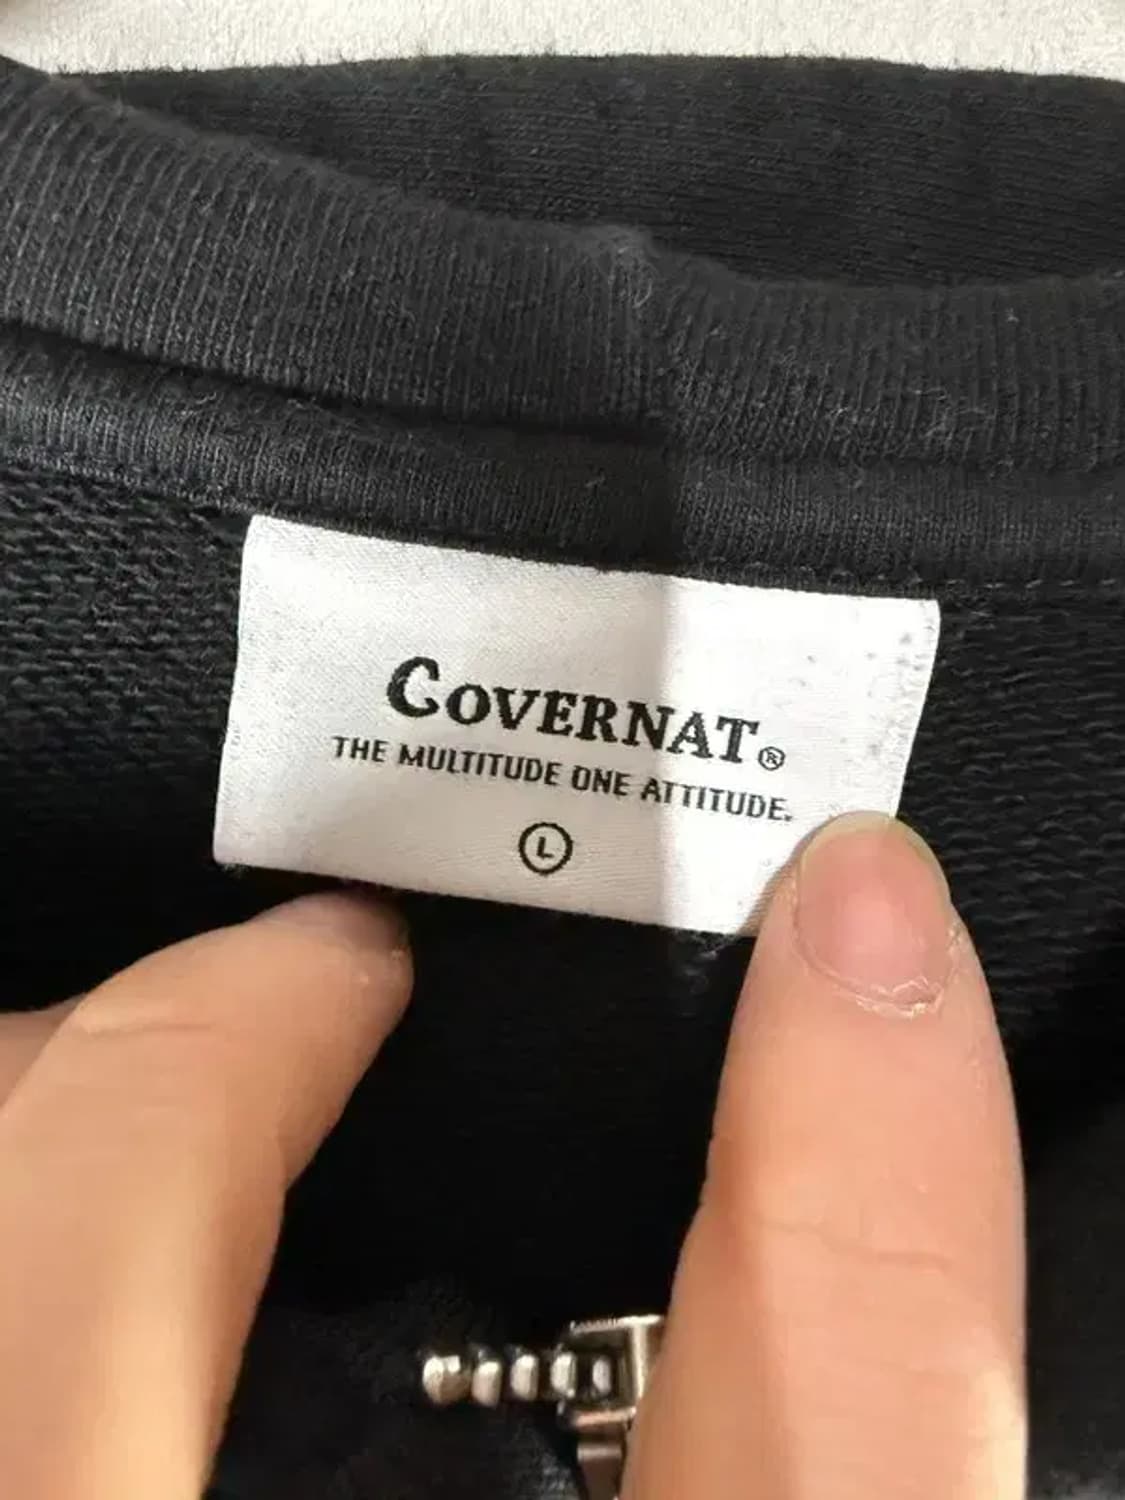 COVERNAT®
THE MULTITUDE ONE ATTITUDE.
L